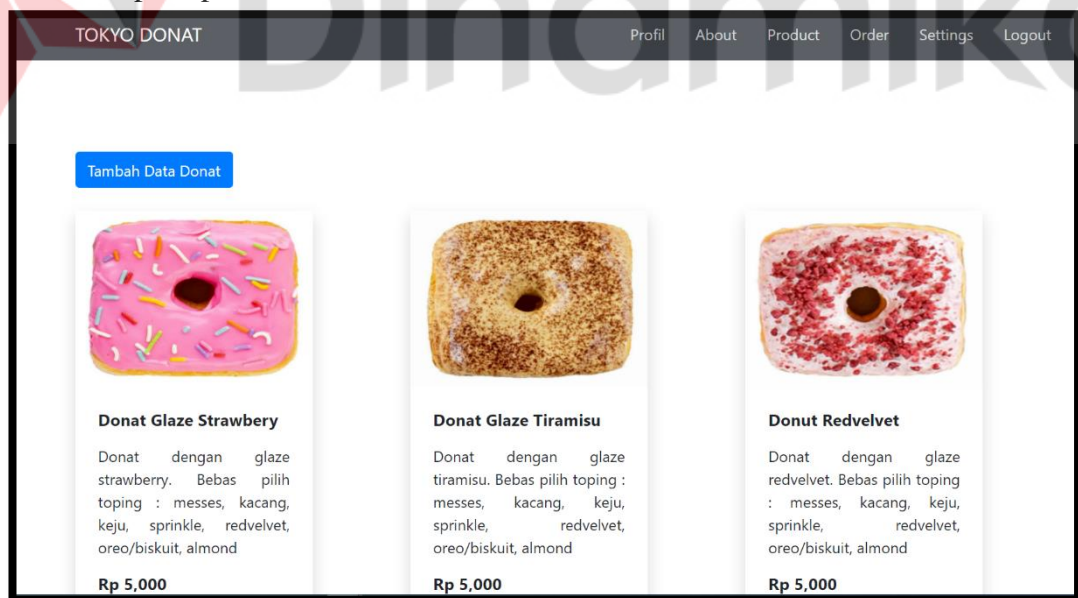 TOKYO DONAT
Profil About Product Order Settings Logout
Dinamika
Tambah Data Donat
Donat Glaze Strawbery
Donat dengan glaze
strawberry. Bebas pilih
toping : messes, kacang,
keju, sprinkle, redvelvet,
oreo/biskuit, almond
Rp 5,000
Donat Glaze Tiramisu
Donat dengan glaze
tiramisu. Bebas pilih toping :
messes, kacang, keju,
sprinkle, redvelvet,
oreo/biskuit, almond
Rp 5,000
Donut Redvelvet
Donat dengan glaze
redvelvet. Bebas pilih toping
: messes, kacang, keju,
sprinkle, redvelvet,
oreo/biskuit, almond
Rp 5,000